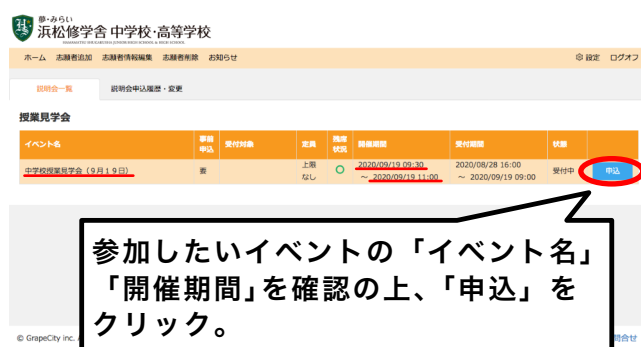 夢・みらい
浜松修学舎 中学校・高等学校
ホーム 志願者追加 志願者情報編集 志願者削除 お知らせ 設定 ログオフ
説明会一覧 説明会申込履歴・変更
授業見学会
イベント名 事前申込 受付対象 定員 残席状況 開催期間 受付期間 状態
中学校授業見学会（９月１９日） 要 上限なし ○ 2020/09/19 09:30 ～ 2020/09/19 11:00 2020/08/28 16:00 ～ 2020/09/19 09:00 受付中 申込
参加したいイベントの「イベント名」
「開催期間」を確認の上、「申込」を
クリック。
© GrapeCity inc. 問合せ